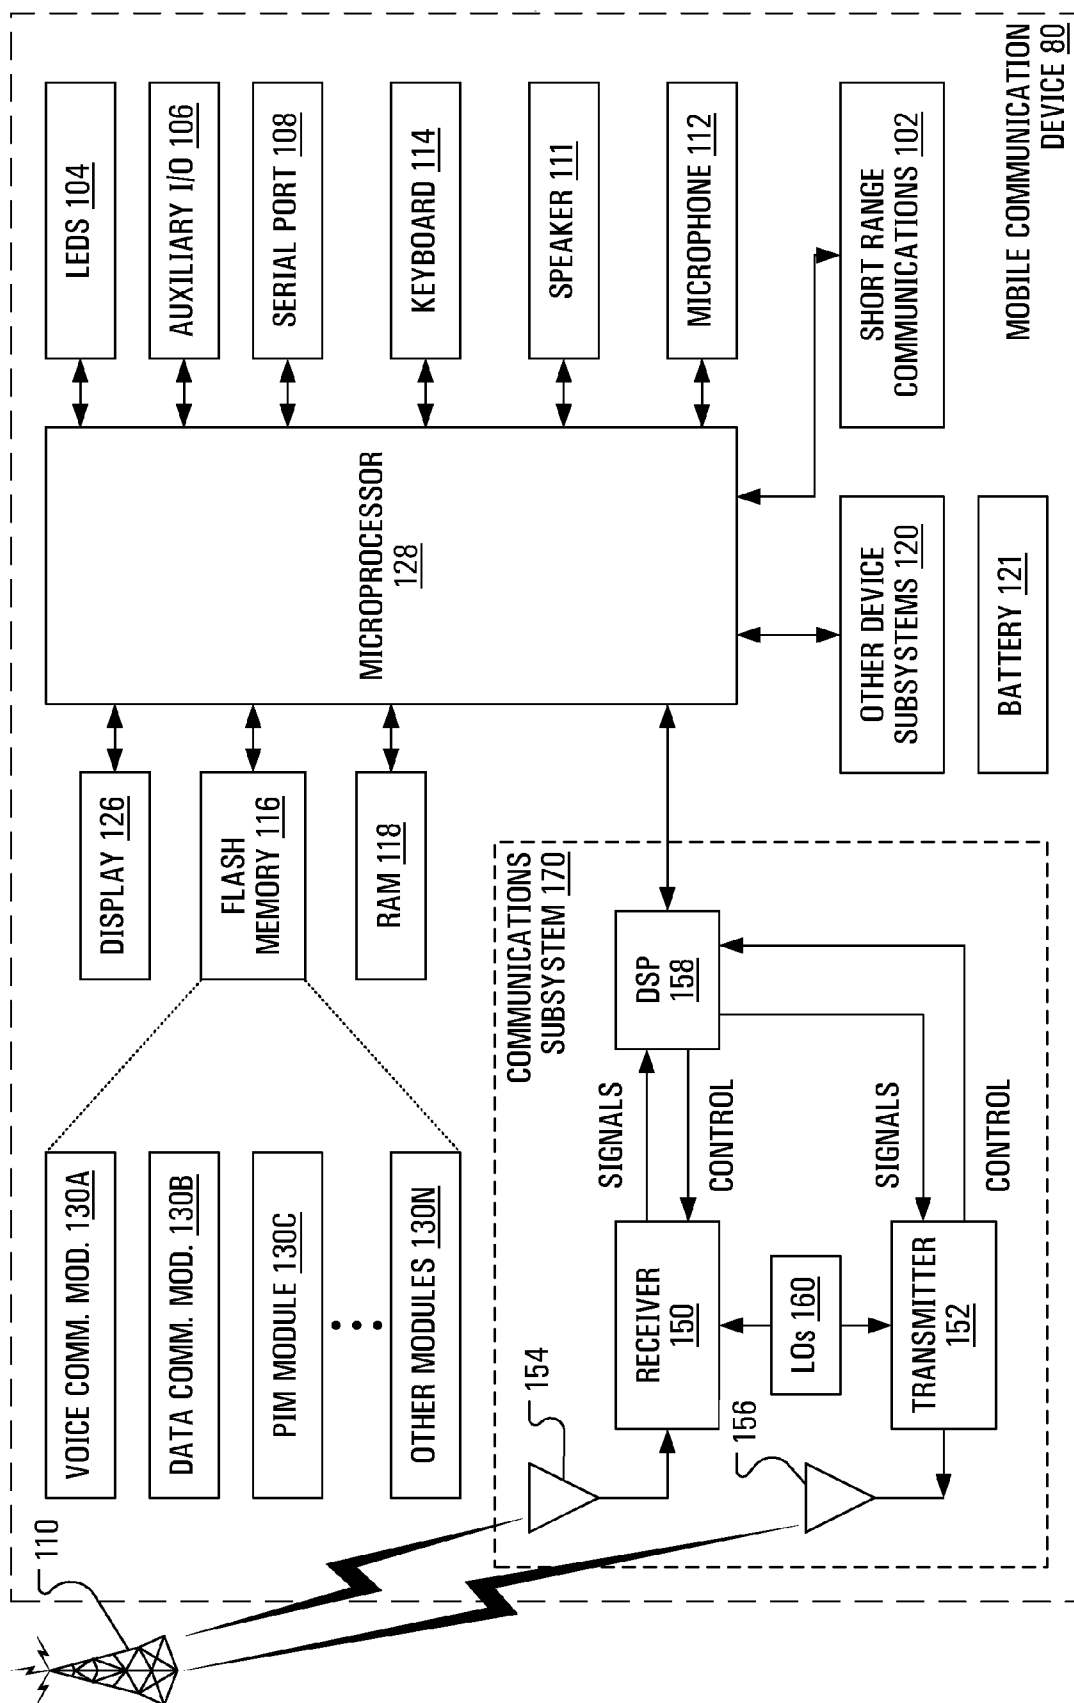 110
VOICE COMM. MOD. 130A
DATA COMM. MOD. 130B
PIM MODULE 130C
OTHER MODULES 130N
DISPLAY 126
FLASH
MEMORY 116
RAM 118
MICROPROCESSOR
128
LEDS 104
AUXILIARY I/O 106
SERIAL PORT 108
KEYBOARD 114
SPEAKER 111
MICROPHONE 112
COMMUNICATIONS
SUBSYSTEM 170
154
RECEIVER
150
SIGNALS
CONTROL
DSP
158
LOs 160
156
TRANSMITTER
152
SIGNALS
CONTROL
OTHER DEVICE
SUBSYSTEMS 120
SHORT RANGE
COMMUNICATIONS 102
BATTERY 121
MOBILE COMMUNICATION
DEVICE 80